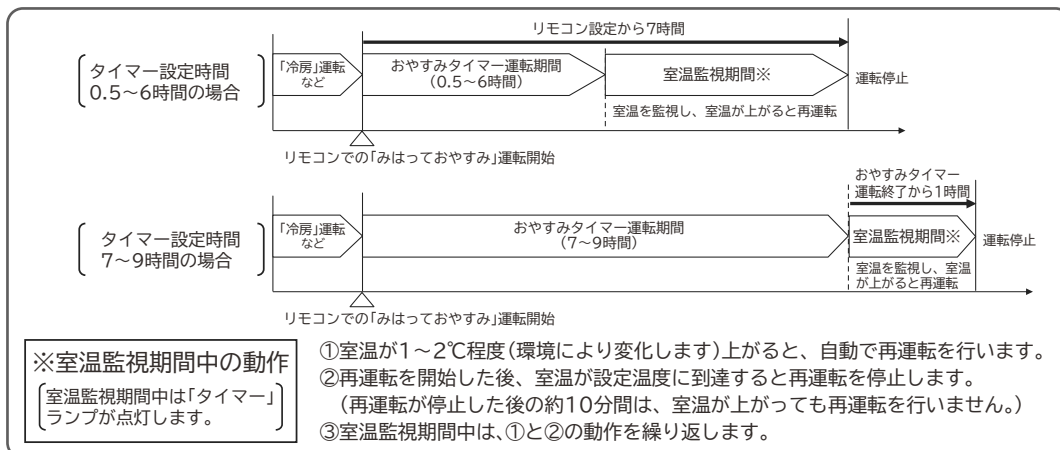 リモコン設定から7時間
タイマー設定時間
0.5～6時間の場合
「冷房」運転
など
おやすみタイマー運転期間
(0.5～6時間)
室温監視期間※
運転停止
室温を監視し、室温が上がると再運転
リモコンでの「みはっておやすみ」運転開始
おやすみタイマー
運転終了から1時間
タイマー設定時間
7～9時間の場合
「冷房」運転
など
おやすみタイマー運転期間
(7～9時間)
室温監視期間※
運転停止
室温を監視し、室温
が上がると再運転
リモコンでの「みはっておやすみ」運転開始
※室温監視期間中の動作
室温監視期間中は「タイマー」
ランプが点灯します。
①室温が1～2℃程度(環境により変化します)上がると、自動で再運転を行います。
②再運転を開始した後、室温が設定温度に到達すると再運転を停止します。
(再運転が停止した後の約10分間は、室温が上がっても再運転を行いません。)
③室温監視期間中は、①と②の動作を繰り返します。